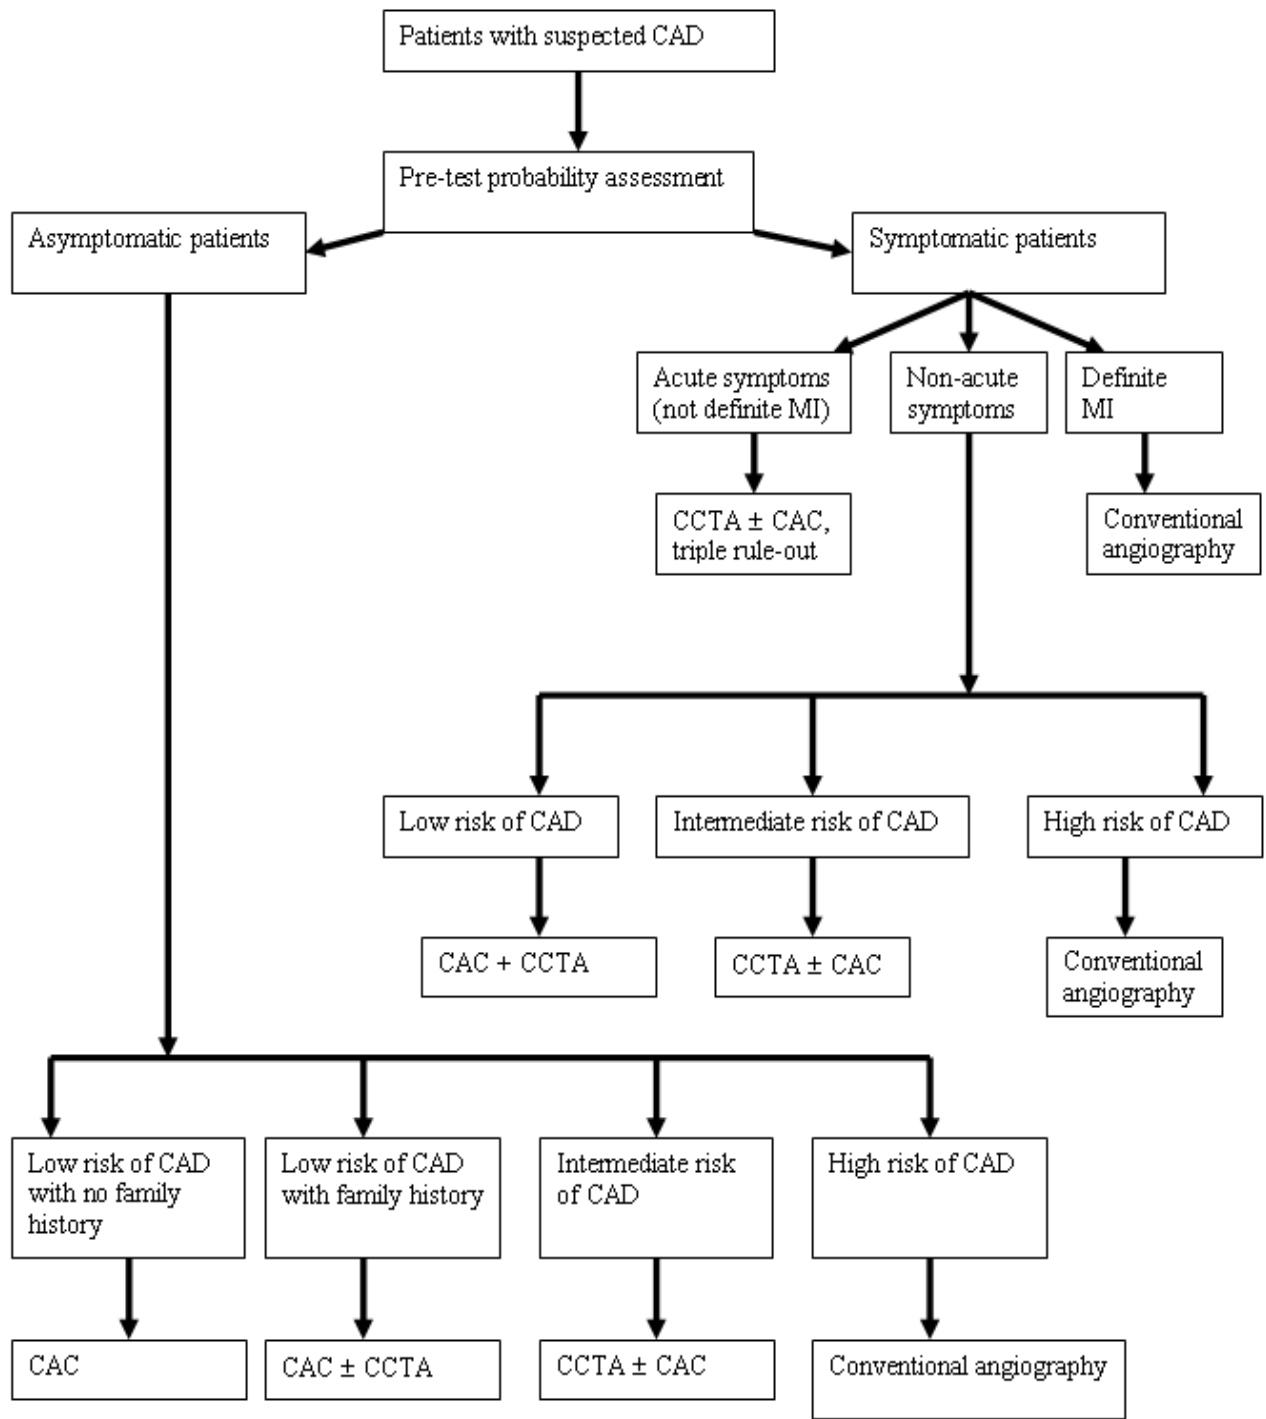 Patients with suspected CAD
Pre-test probability assessment
Asymptomatic patients
Symptomatic patients
Acute symptoms
(not definite MI)
Non-acute
symptoms
Definite
MI
CCTA ± CAC,
triple rule-out
Conventional
angiography
Low risk of CAD
Intermediate risk of CAD
High risk of CAD
CAC + CCTA
CCTA ± CAC
Conventional
angiography
Low risk of CAD
with no family
history
Low risk of CAD
with family history
Intermediate risk
of CAD
High risk of CAD
CAC
CAC ± CCTA
CCTA ± CAC
Conventional angiography